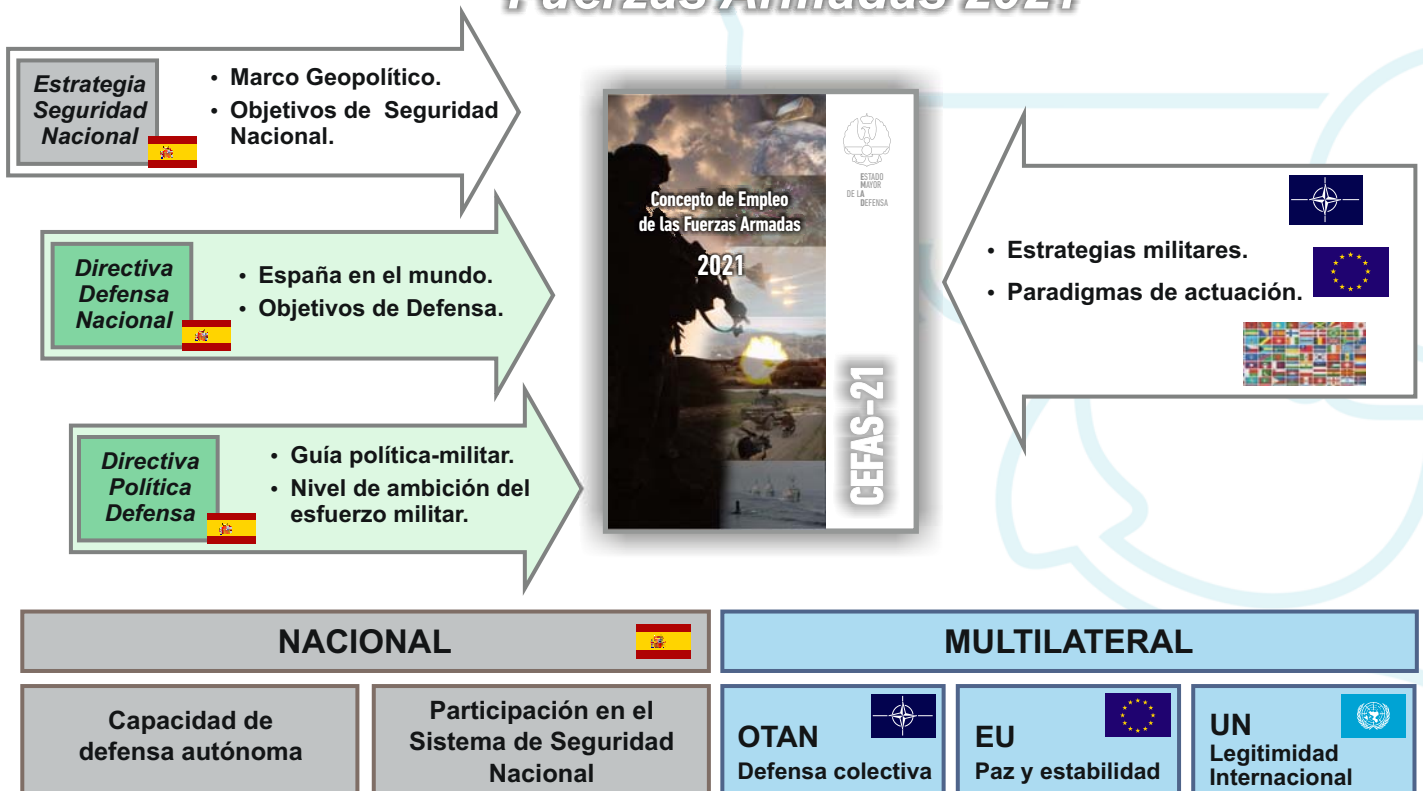 Fuerzas Armadas 2021
Estrategia
Seguridad
Nacional
• Marco Geopolítico.
• Objetivos de Seguridad
Nacional.
Directiva
Defensa
Nacional
• España en el mundo.
• Objetivos de Defensa.
Directiva
Política
Defensa
• Guía política-militar.
• Nivel de ambición del
esfuerzo militar.
Concepto de Empleo
de las Fuerzas Armadas
2021
ESTADO
MAYOR
DE LA
DEFENSA
CEFAS-21
• Estrategias militares.
• Paradigmas de actuación.
NACIONAL
MULTILATERAL
Capacidad de
defensa autónoma
Participación en el
Sistema de Seguridad
Nacional
OTAN
Defensa colectiva
EU
Paz y estabilidad
UN
Legitimidad
Internacional